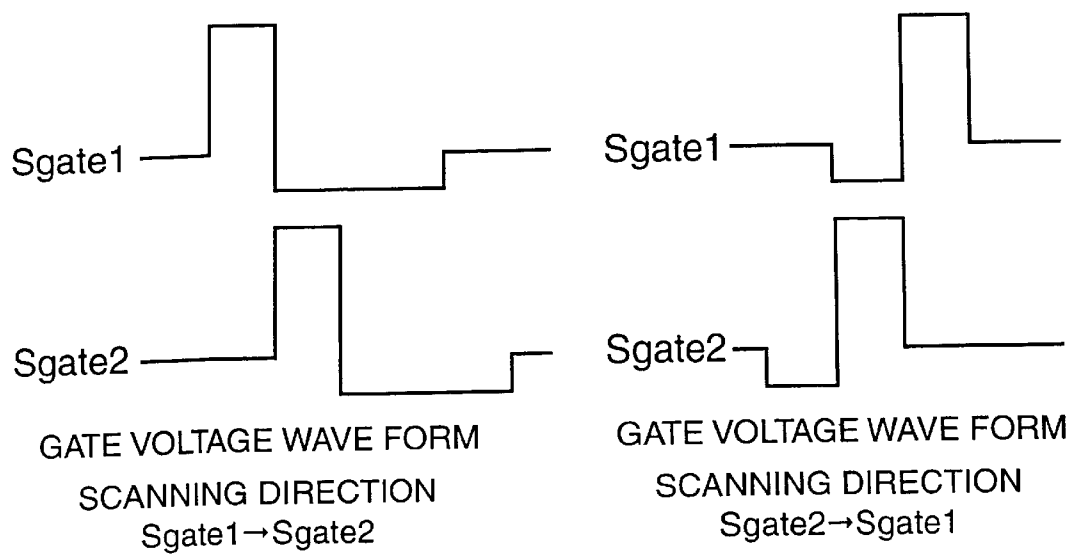 Sgate1
Sgate2
GATE VOLTAGE WAVE FORM
SCANNING DIRECTION
Sgate1→Sgate2
Sgate1
Sgate2
GATE VOLTAGE WAVE FORM
SCANNING DIRECTION
Sgate2→Sgate1